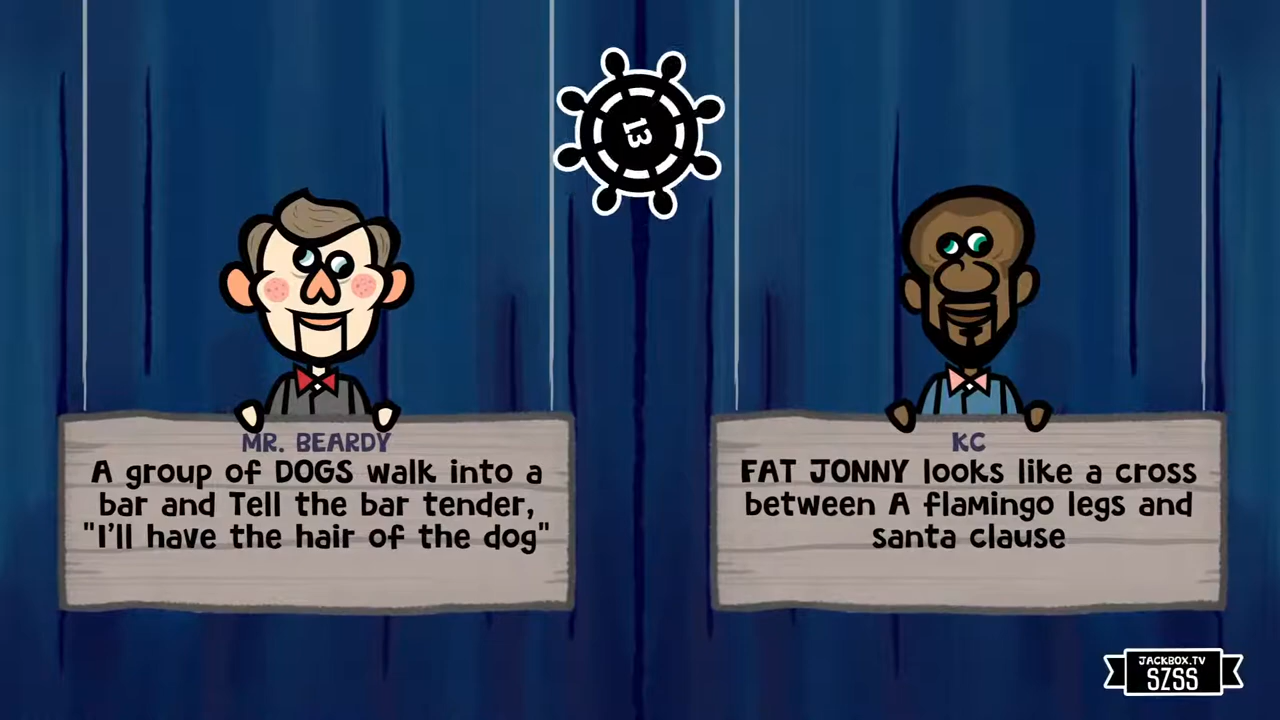 13
MR. BEARDY
A group of DOGS walk into a
bar and Tell the bar tender,
"I'll have the hair of the dog"
KC
FAT JONNY looks like a cross
between A flamingo legs and
santa clause
JACKBOX.TV
SZSS